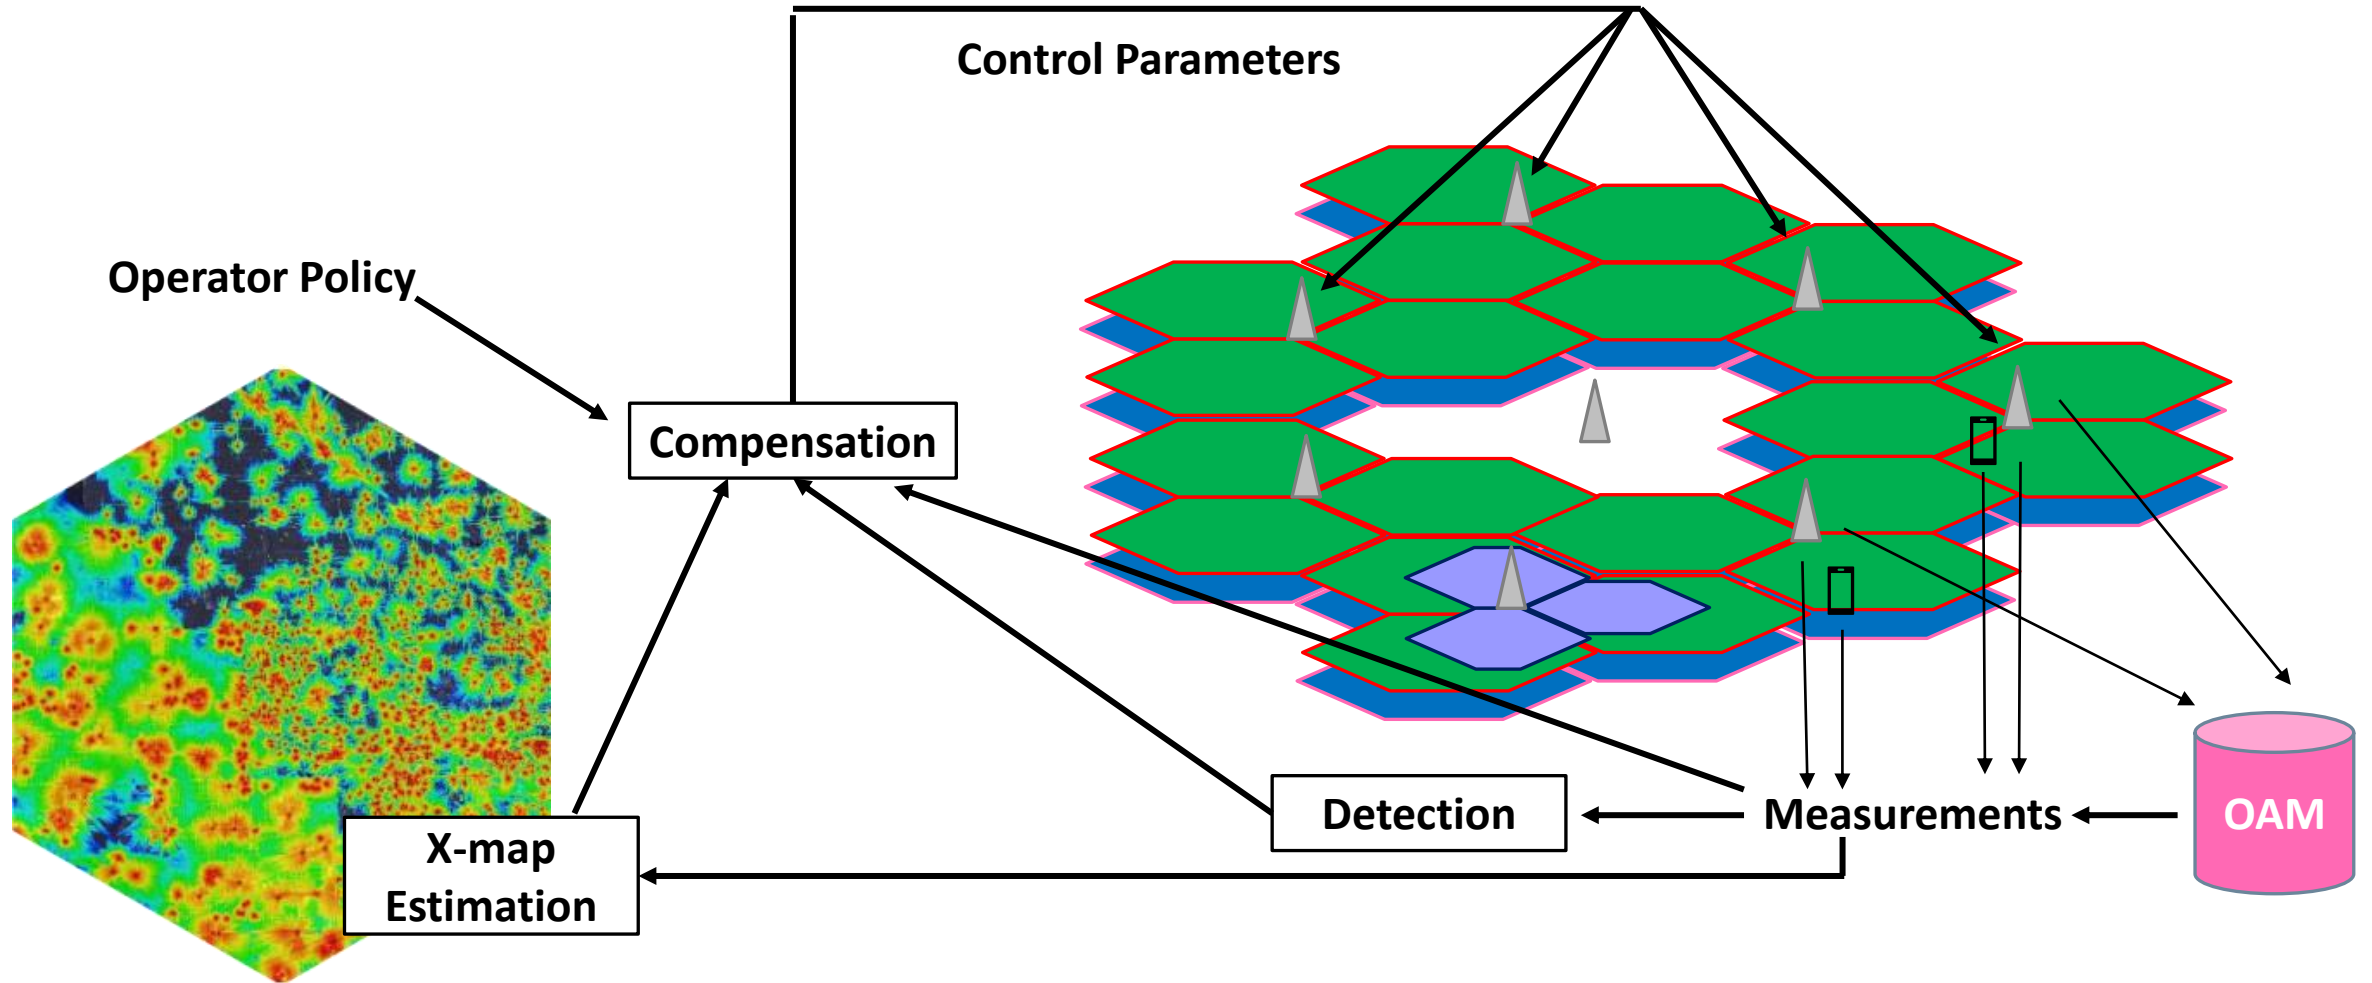 Control Parameters
Operator Policy
Compensation
Detection
Measurements
OAM
X-map
Estimation